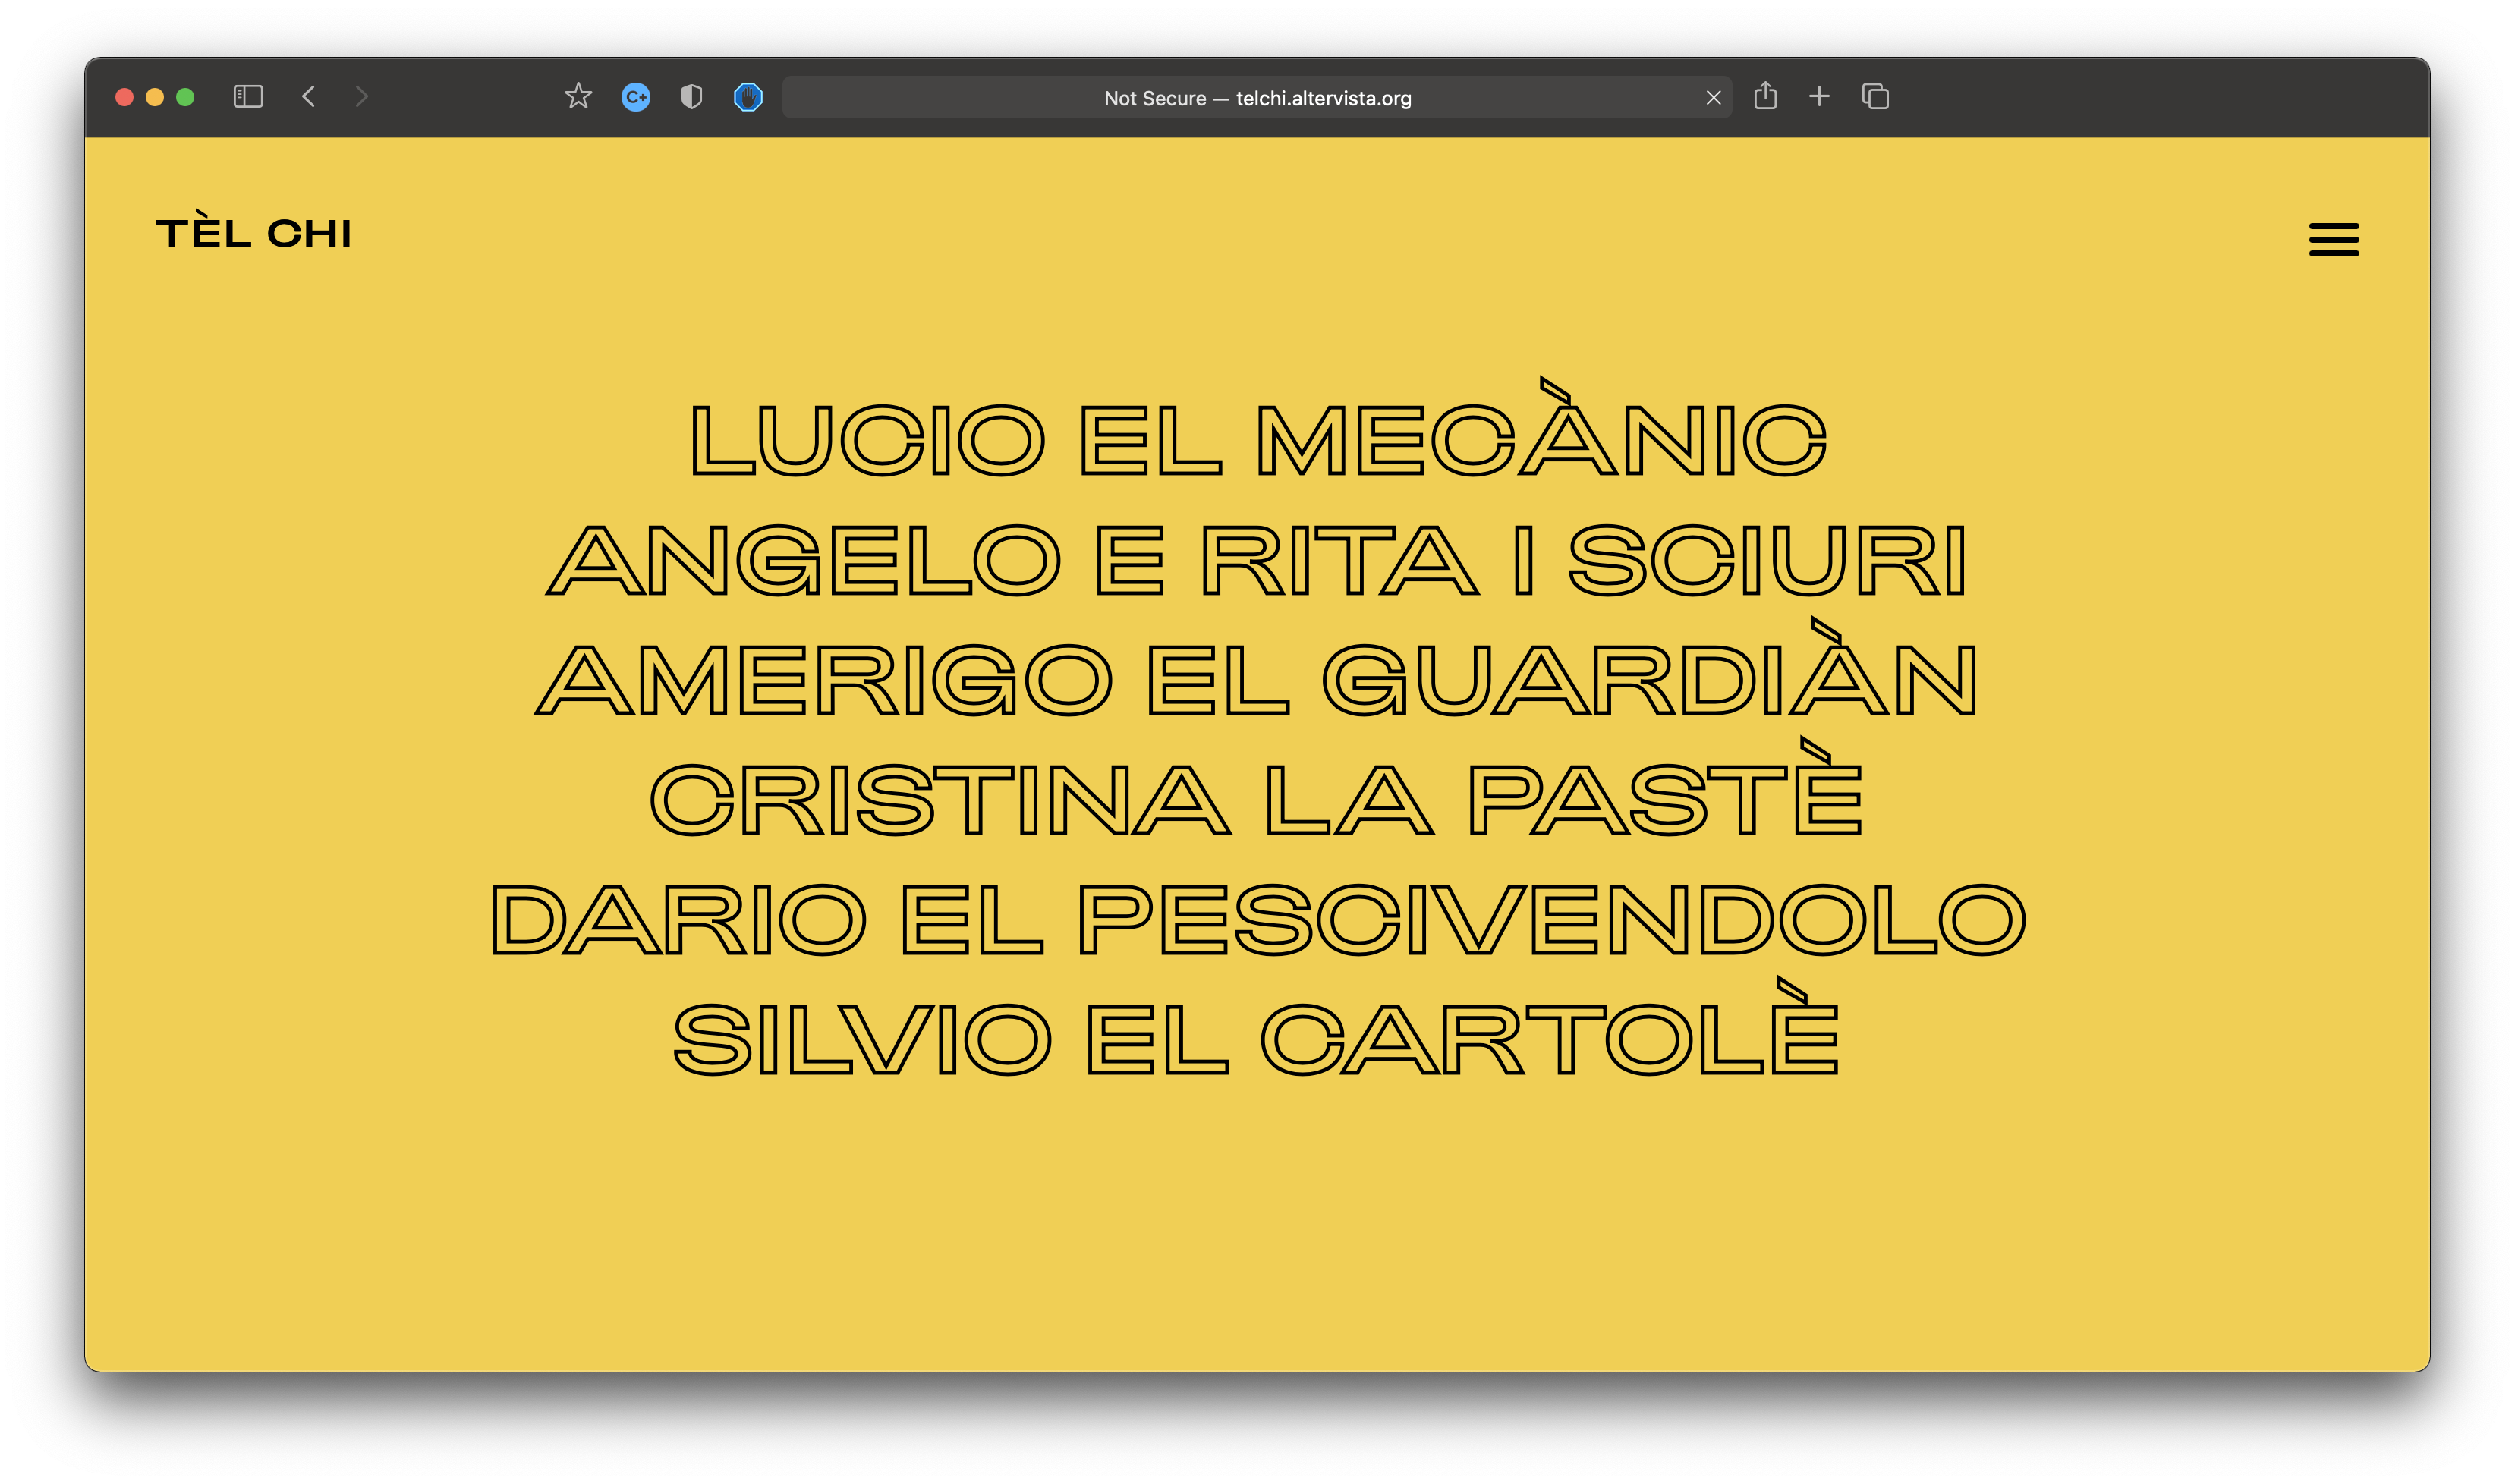 Not Secure — telchi.altervista.org
TÈL CHI
LUCIO EL MECÀNIC
ANGELO E RITA I SCIURI
AMERIGO EL GUARDIÀN
CRISTINA LA PASTÈ
DARIO EL PESCIVENDOLO
SILVIO EL CARTOLÈ